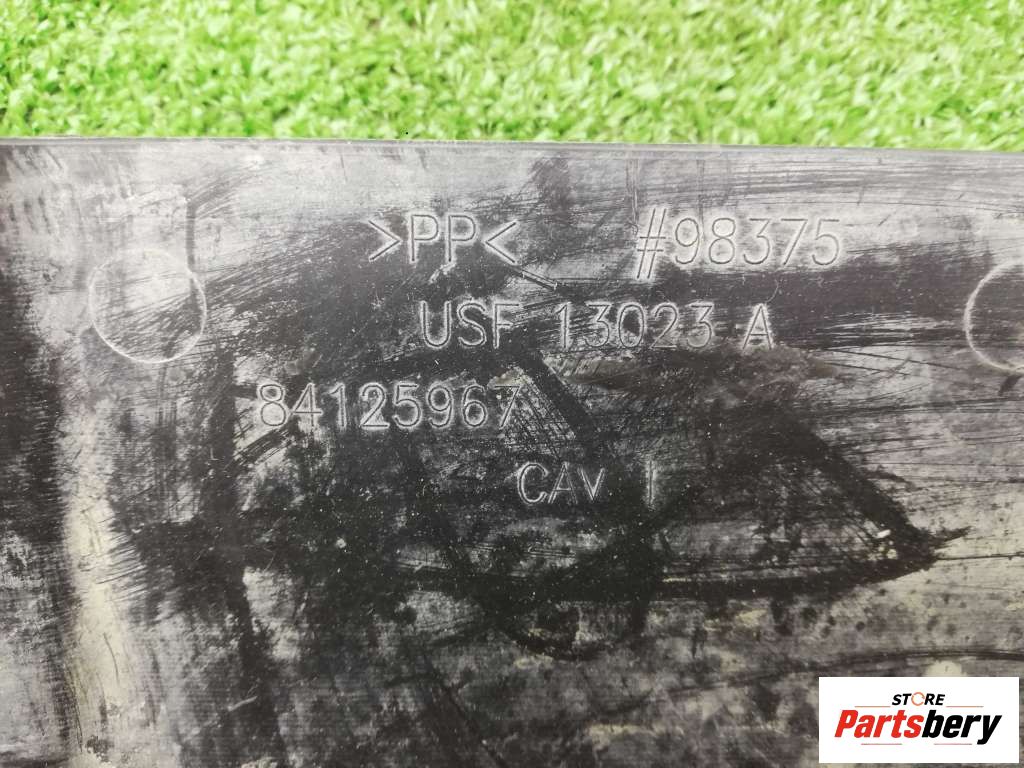 >PP< #98375
USF 13023 A
84125967
CAV 1
STORE
Partsbery